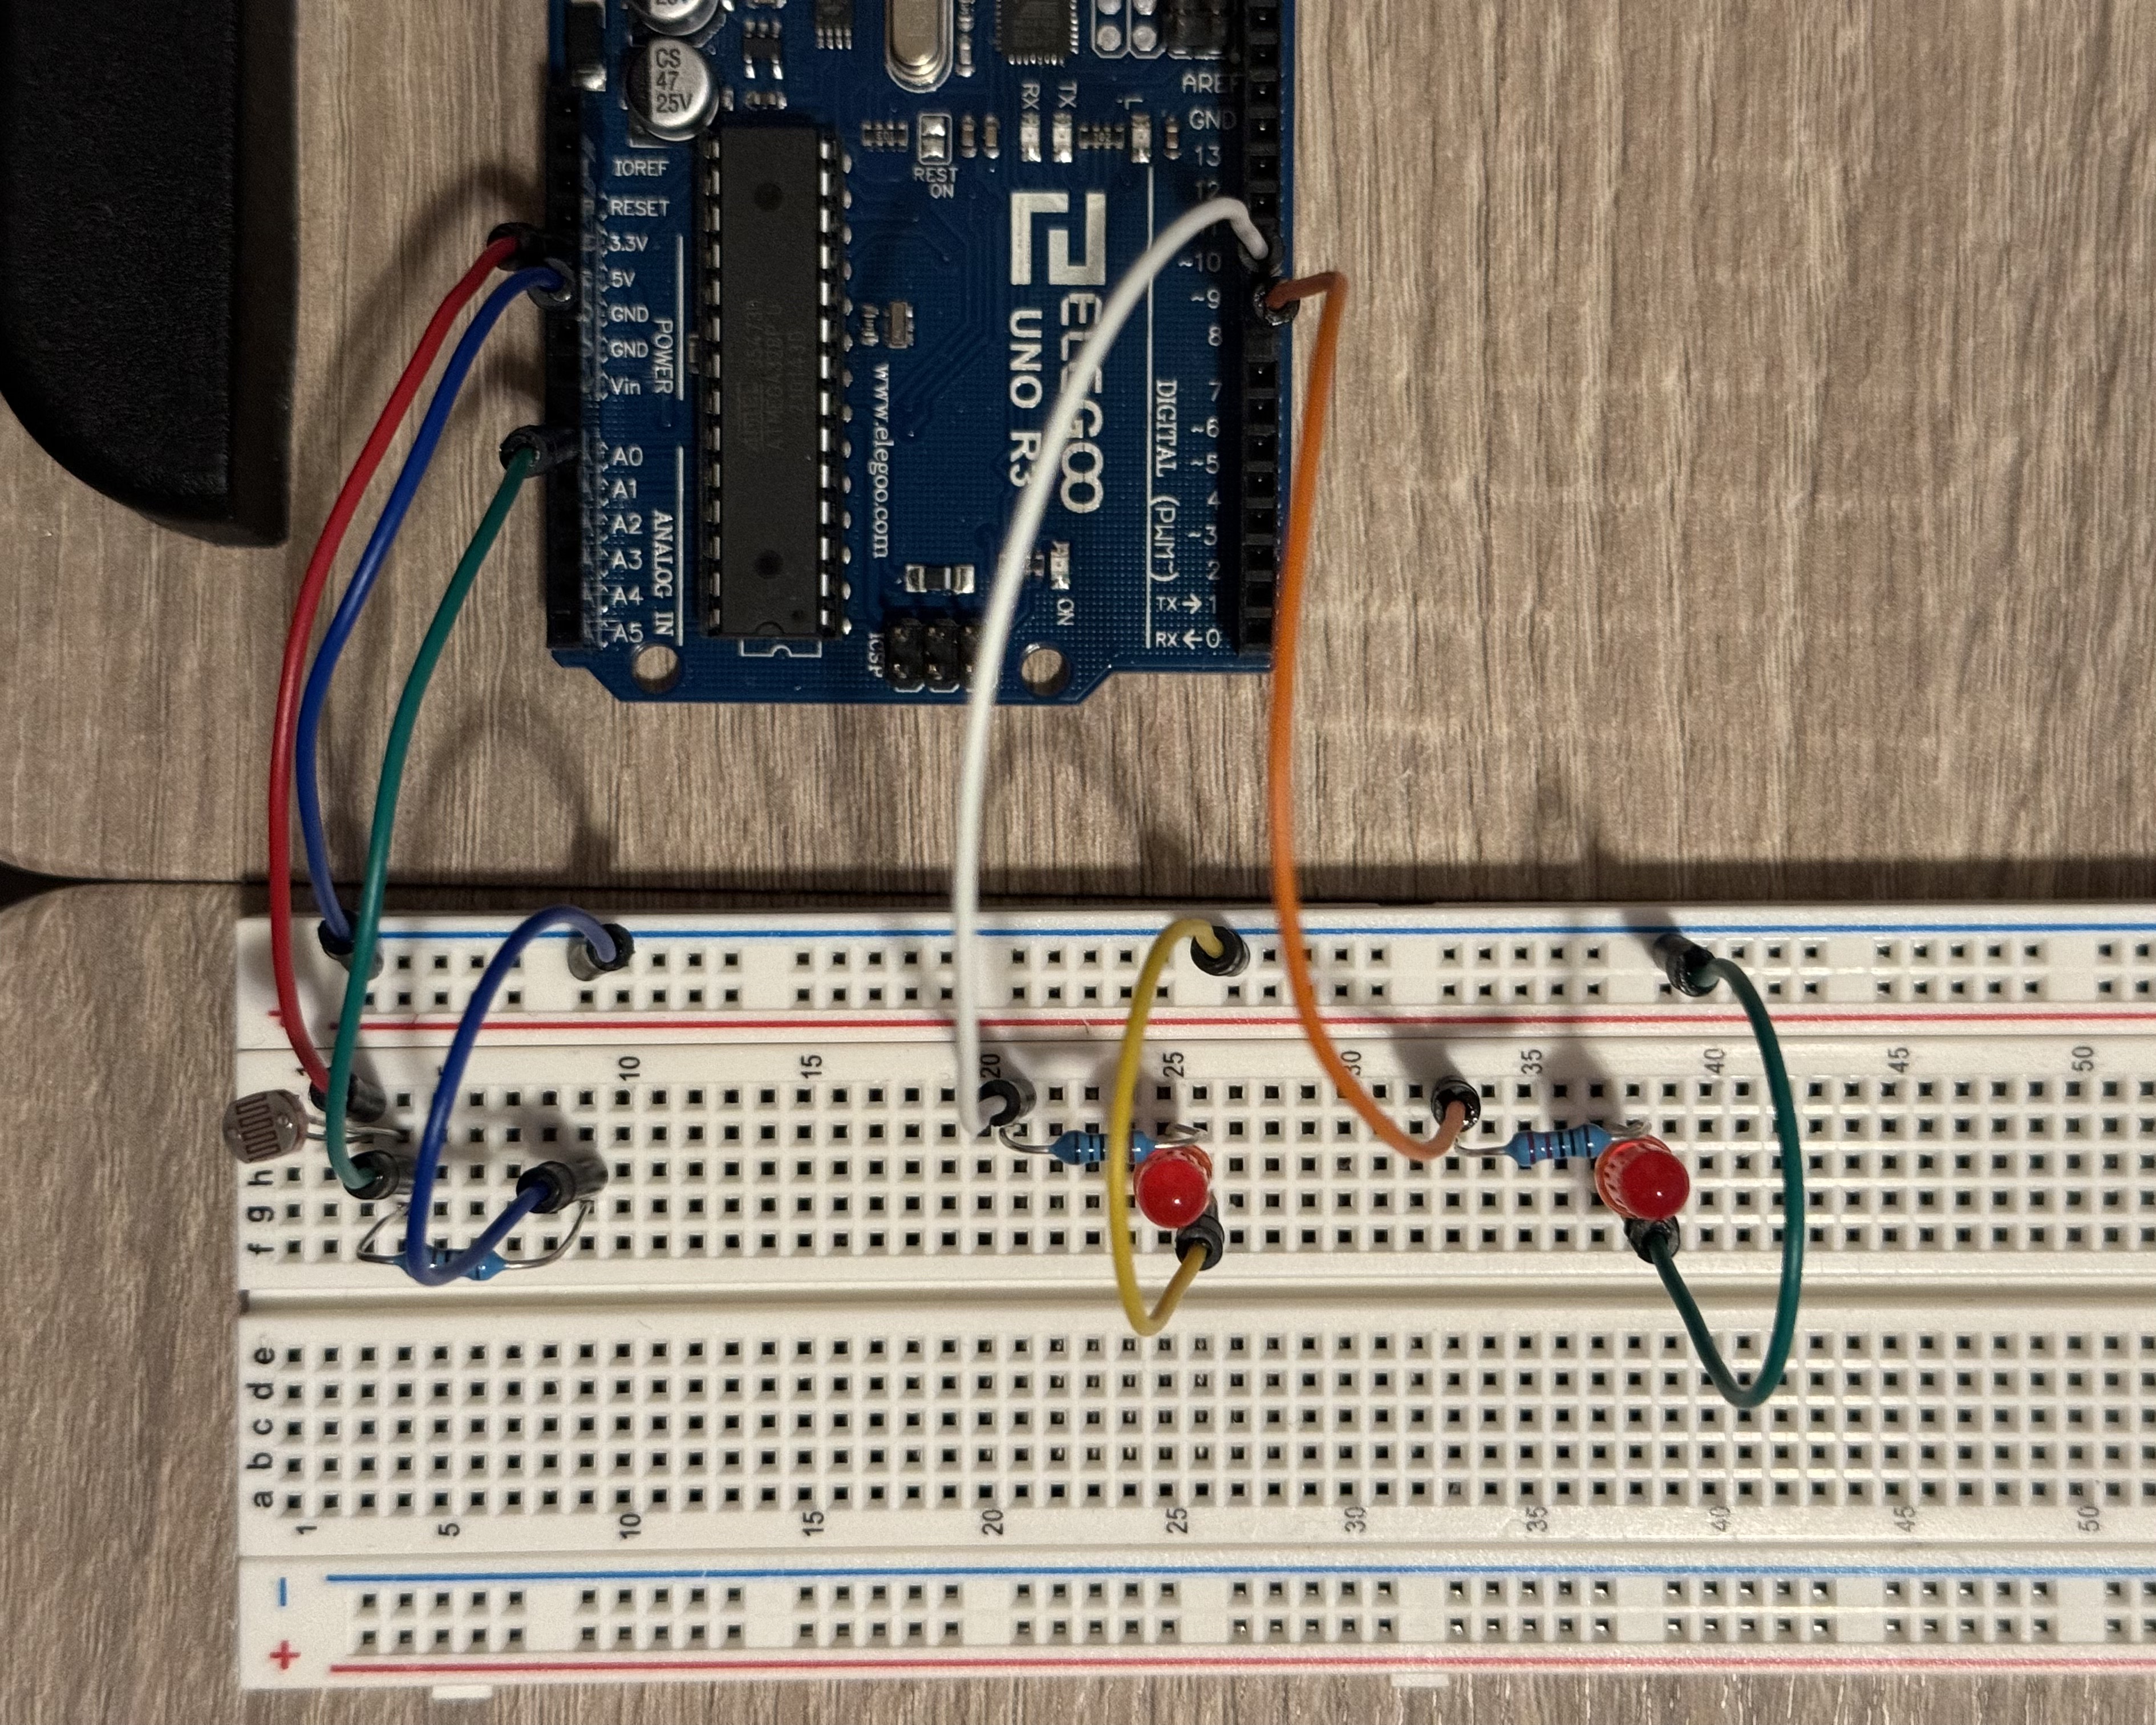 CS
47
25V
IOREF
RESET
3.3V
5V
GND
GND
Vin
POWER
A0
A1
A2
A3
A4
A5
ANALOG IN
REST
ON
RX
TX
L
AREF
GND
13
12
~10
~9
8
7
~6
~5
4
~3
2
TX→1
RX←0
DIGITAL (PWM~)
ELEGOO
UNO R3
www.elegoo.com
ON
ICSP
+
1
5
10
15
20
25
30
35
40
45
50
h
g
f
e
d
c
b
a
1
5
10
15
20
25
30
35
40
45
50
−
+